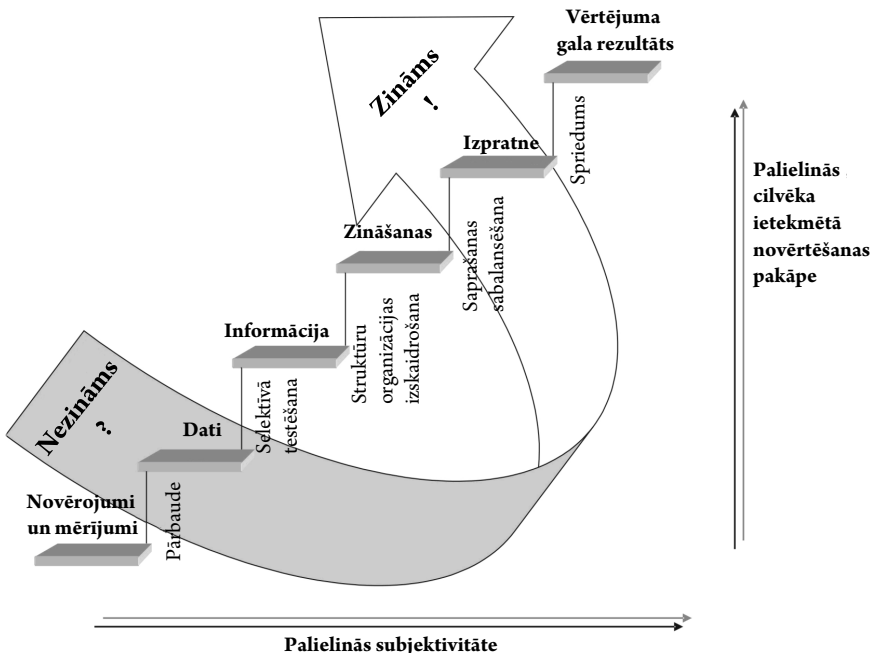 Vērtējuma
gala rezultāts
Zināms
!
Izpratne
Spriedums
Palielinās
cilvēka
ietekmētā
novērtēšanas
pakāpe
Zināšanas
Saprašanas
sabalansēšana
Informācija
Struktūru
organizācijas
izskaidrošana
Nezināms
?
Dati
Selektīvā
testēšana
Novērojumi
un mērījumi
Pārbaude
Palielinās subjektivitāte